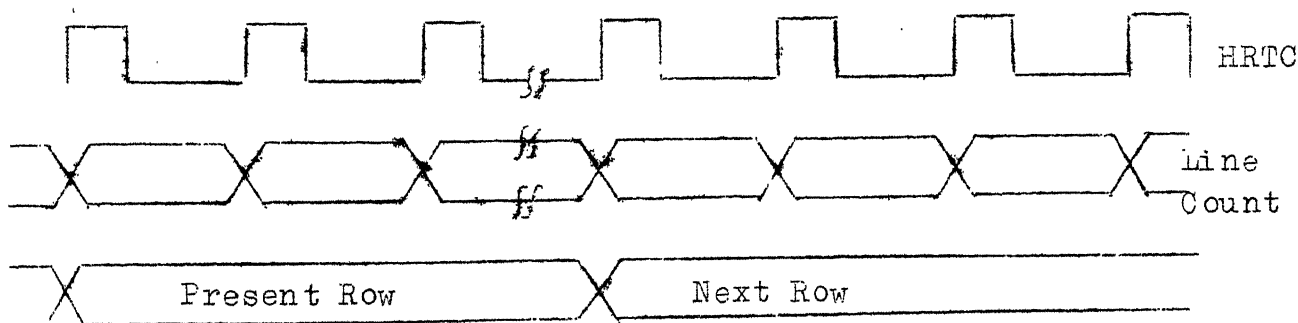 HRTC
Line
Count
Present Row
Next Row